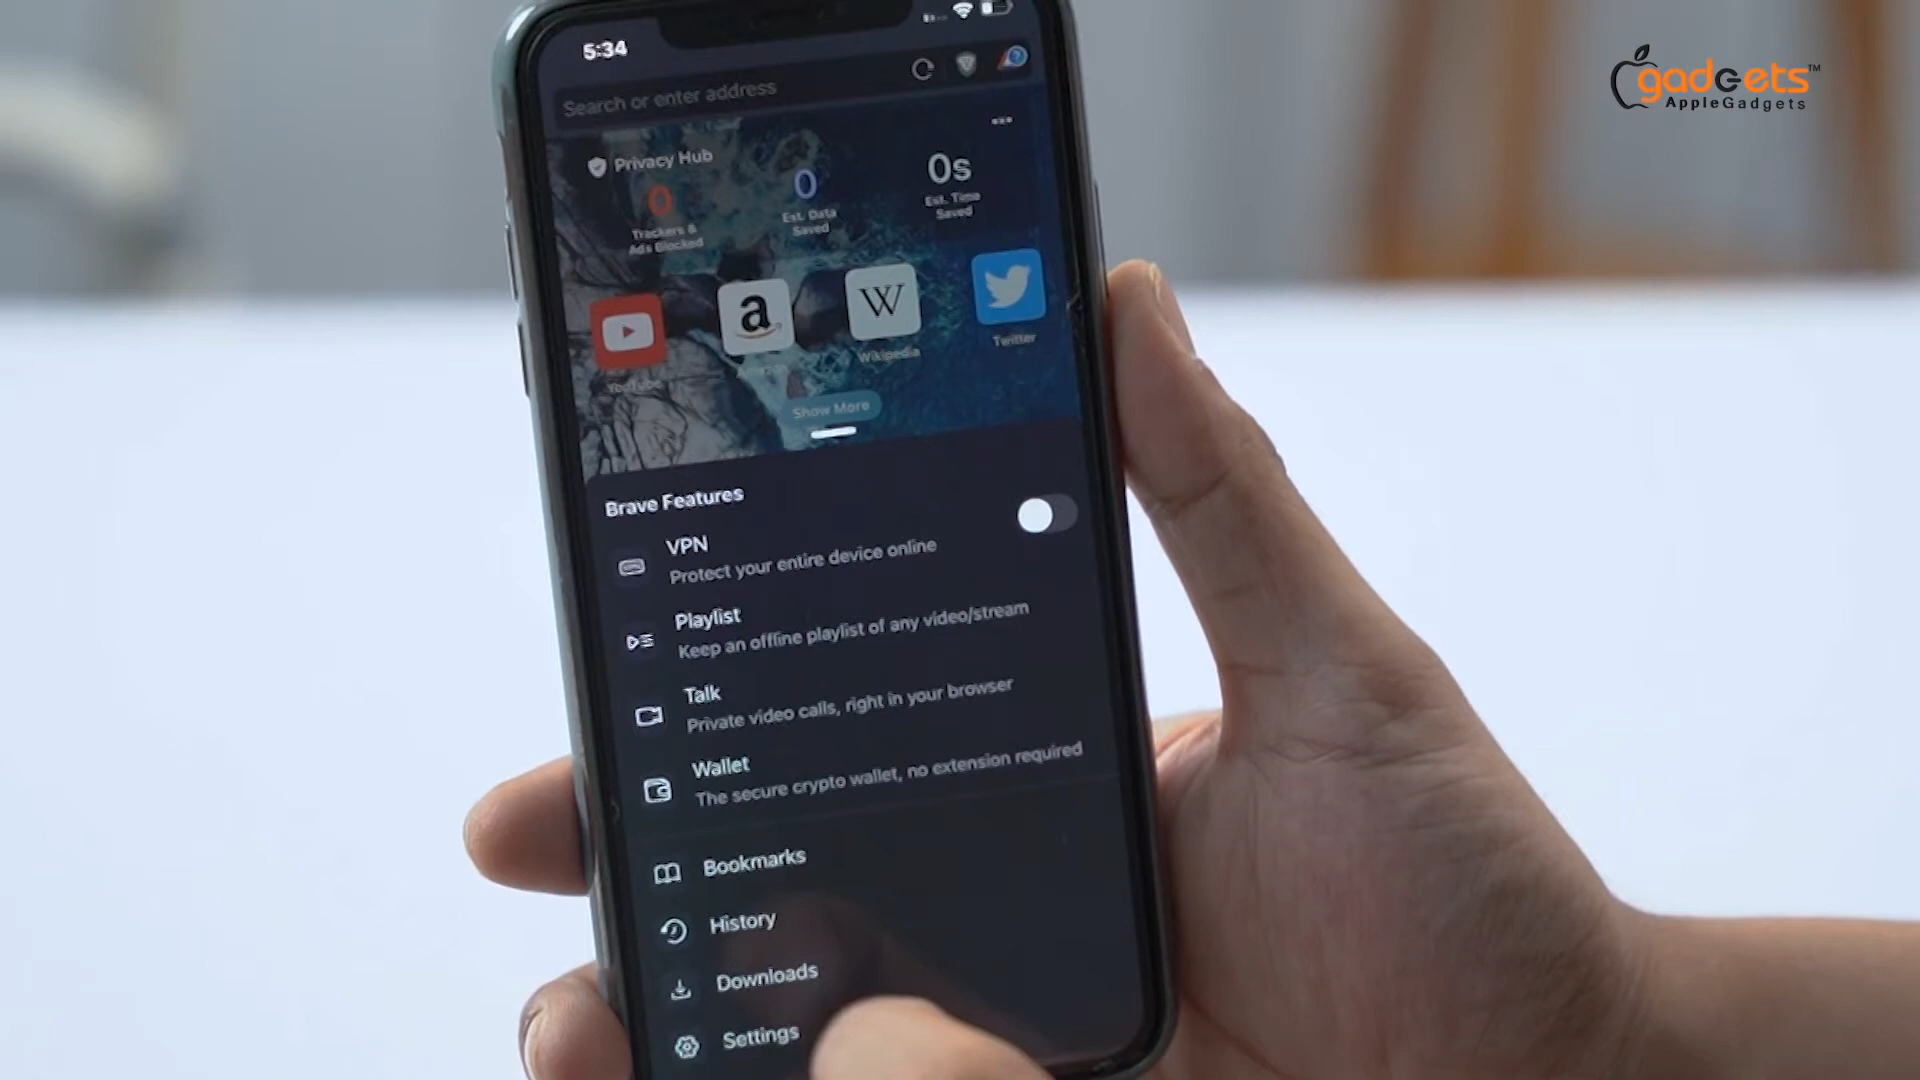 5:34
gadgets™
AppleGadgets
Search or enter address
Privacy Hub
0
0
0s
Trackers &
Ads Blocked
Est. Data
Saved
Est. Time
Saved
a
W
YouTube
Wikipedia
Twitter
Show More
Brave Features
VPN
Protect your entire device online
Playlist
Keep an offline playlist of any video/stream
Talk
Private video calls, right in your browser
Wallet
The secure crypto wallet, no extension required
Bookmarks
History
Downloads
Settings